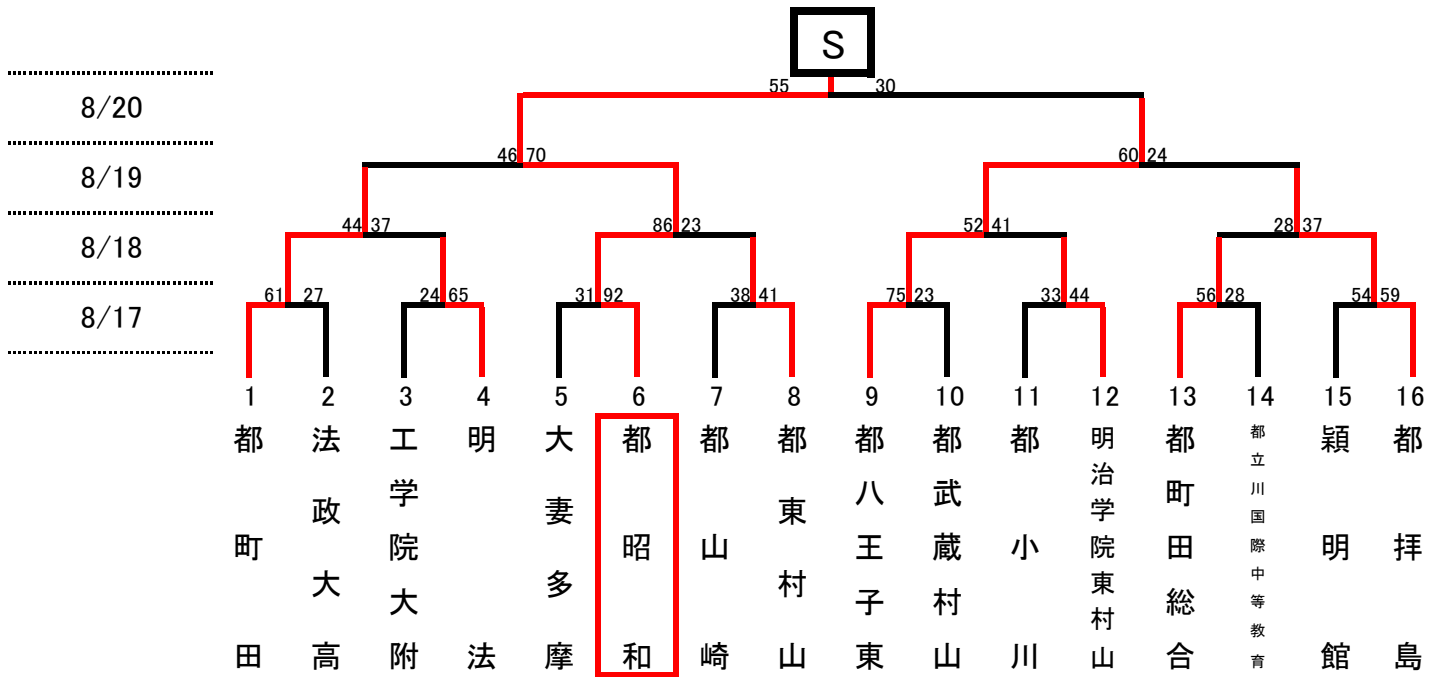 S
55 30
8/20
46 70 60 24
8/19
44 37 86 23 52 41 28 37
8/18
61 27 24 65 31 92 38 41 75 23 33 44 56 28 54 59
8/17
1 2 3 4 5 6 7 8 9 10 11 12 13 14 15 16
都町田
法政大高
工学院大附
明法
大妻多摩
都昭和
都山崎
都東村山
都八王子東
都武蔵村山
都小川
明治学院東村山
都町田総合
都立川国際中等教育
穎明館
都拝島